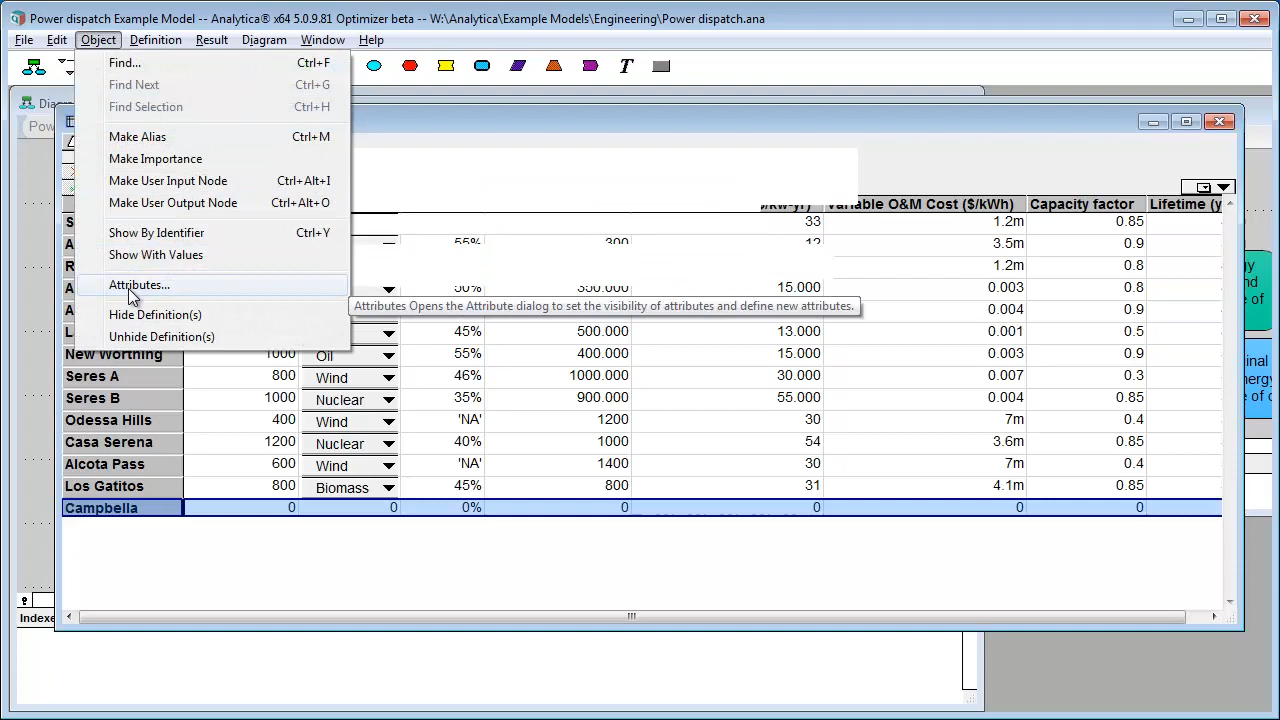 Power dispatch Example Model -- Analytica® x64 5.0.9.81 Optimizer beta -- W:\Analytica\Example Models\Engineering\Power dispatch.ana
File Edit Object Definition Result Diagram Window Help
Find... Ctrl+F
Find Next Ctrl+G
Find Selection Ctrl+H
Make Alias Ctrl+M
Make Importance
Make User Input Node Ctrl+Alt+I
Make User Output Node Ctrl+Alt+O
Show By Identifier Ctrl+Y
Show With Values
Attributes...
Hide Definition(s)
Unhide Definition(s)
Attributes Opens the Attribute dialog to set the visibility of attributes and define new attributes.
T
Variable O&M Cost ($/kWh) Capacity factor Lifetime (y
33 1.2m 0.85
55% 300 12 3.5m 0.9
1.2m 0.8
50% 350.000 15.000 0.003 0.8
0.004 0.9
45% 500.000 13.000 0.001 0.5
New Worthing 1000 Oil 55% 400.000 15.000 0.003 0.9
Seres A 800 Wind 46% 1000.000 30.000 0.007 0.3
Seres B 1000 Nuclear 35% 900.000 55.000 0.004 0.85
Odessa Hills 400 Wind 'NA' 1200 30 7m 0.4
Casa Serena 1200 Nuclear 40% 1000 54 3.6m 0.85
Alcota Pass 600 Wind 'NA' 1400 30 7m 0.4
Los Gatitos 800 Biomass 45% 800 31 4.1m 0.85
Campbella 0 0 0% 0 0 0 0